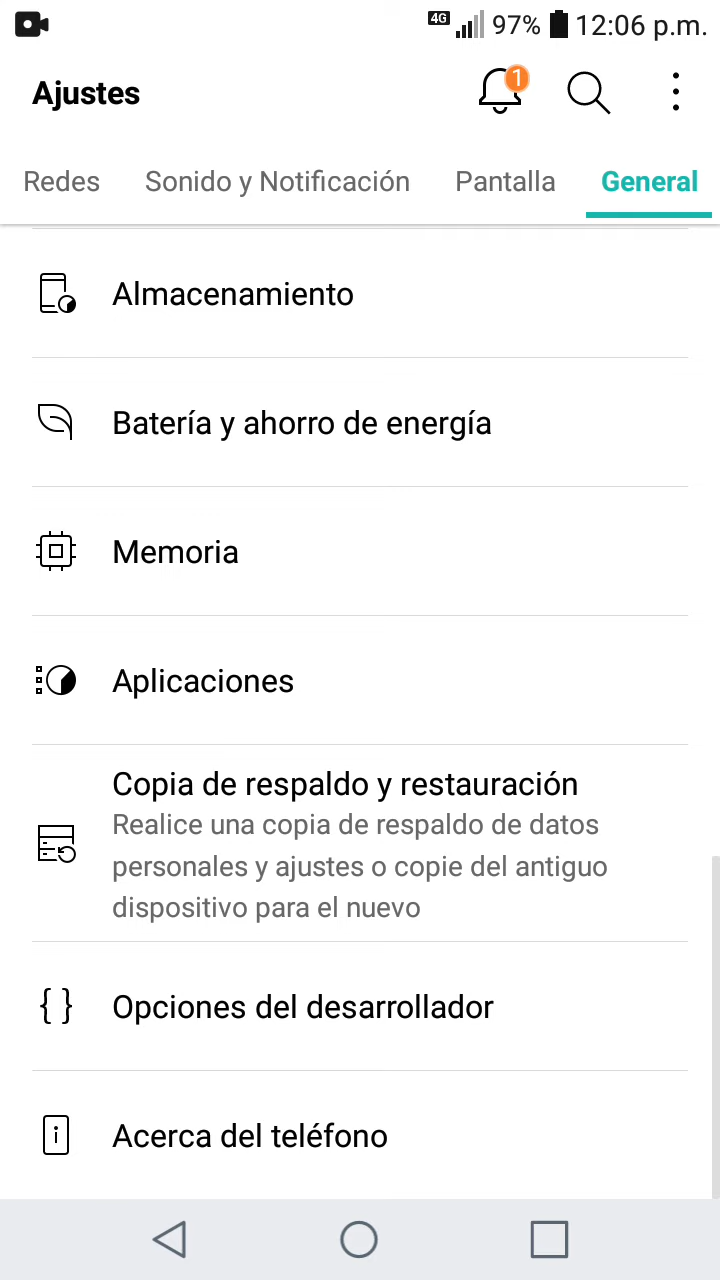 4G 97% 12:06 p.m.
Ajustes 1
Redes Sonido y Notificación Pantalla General
Almacenamiento
Batería y ahorro de energía
Memoria
Aplicaciones
Copia de respaldo y restauración
Realice una copia de respaldo de datos
personales y ajustes o copie del antiguo
dispositivo para el nuevo
{ } Opciones del desarrollador
Acerca del teléfono